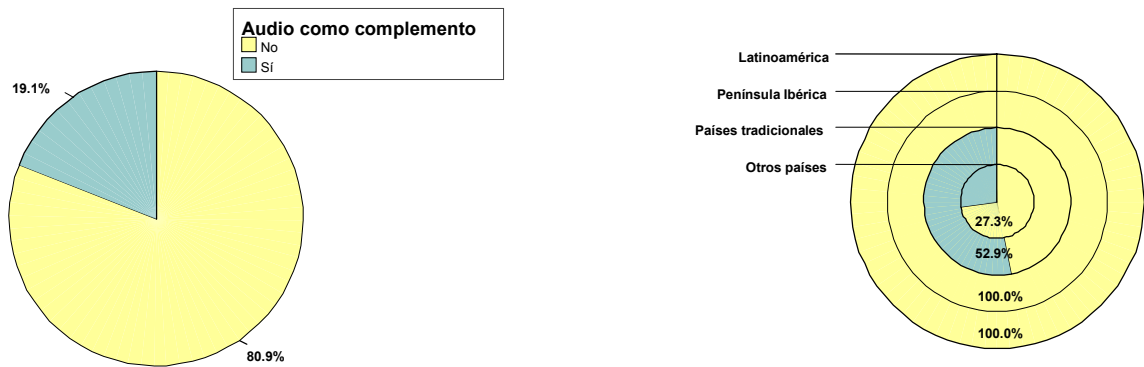 Audio como complemento
No
Sí
19.1%
80.9%
Latinoamérica
Península Ibérica
Países tradicionales
Otros países
27.3%
52.9%
100.0%
100.0%